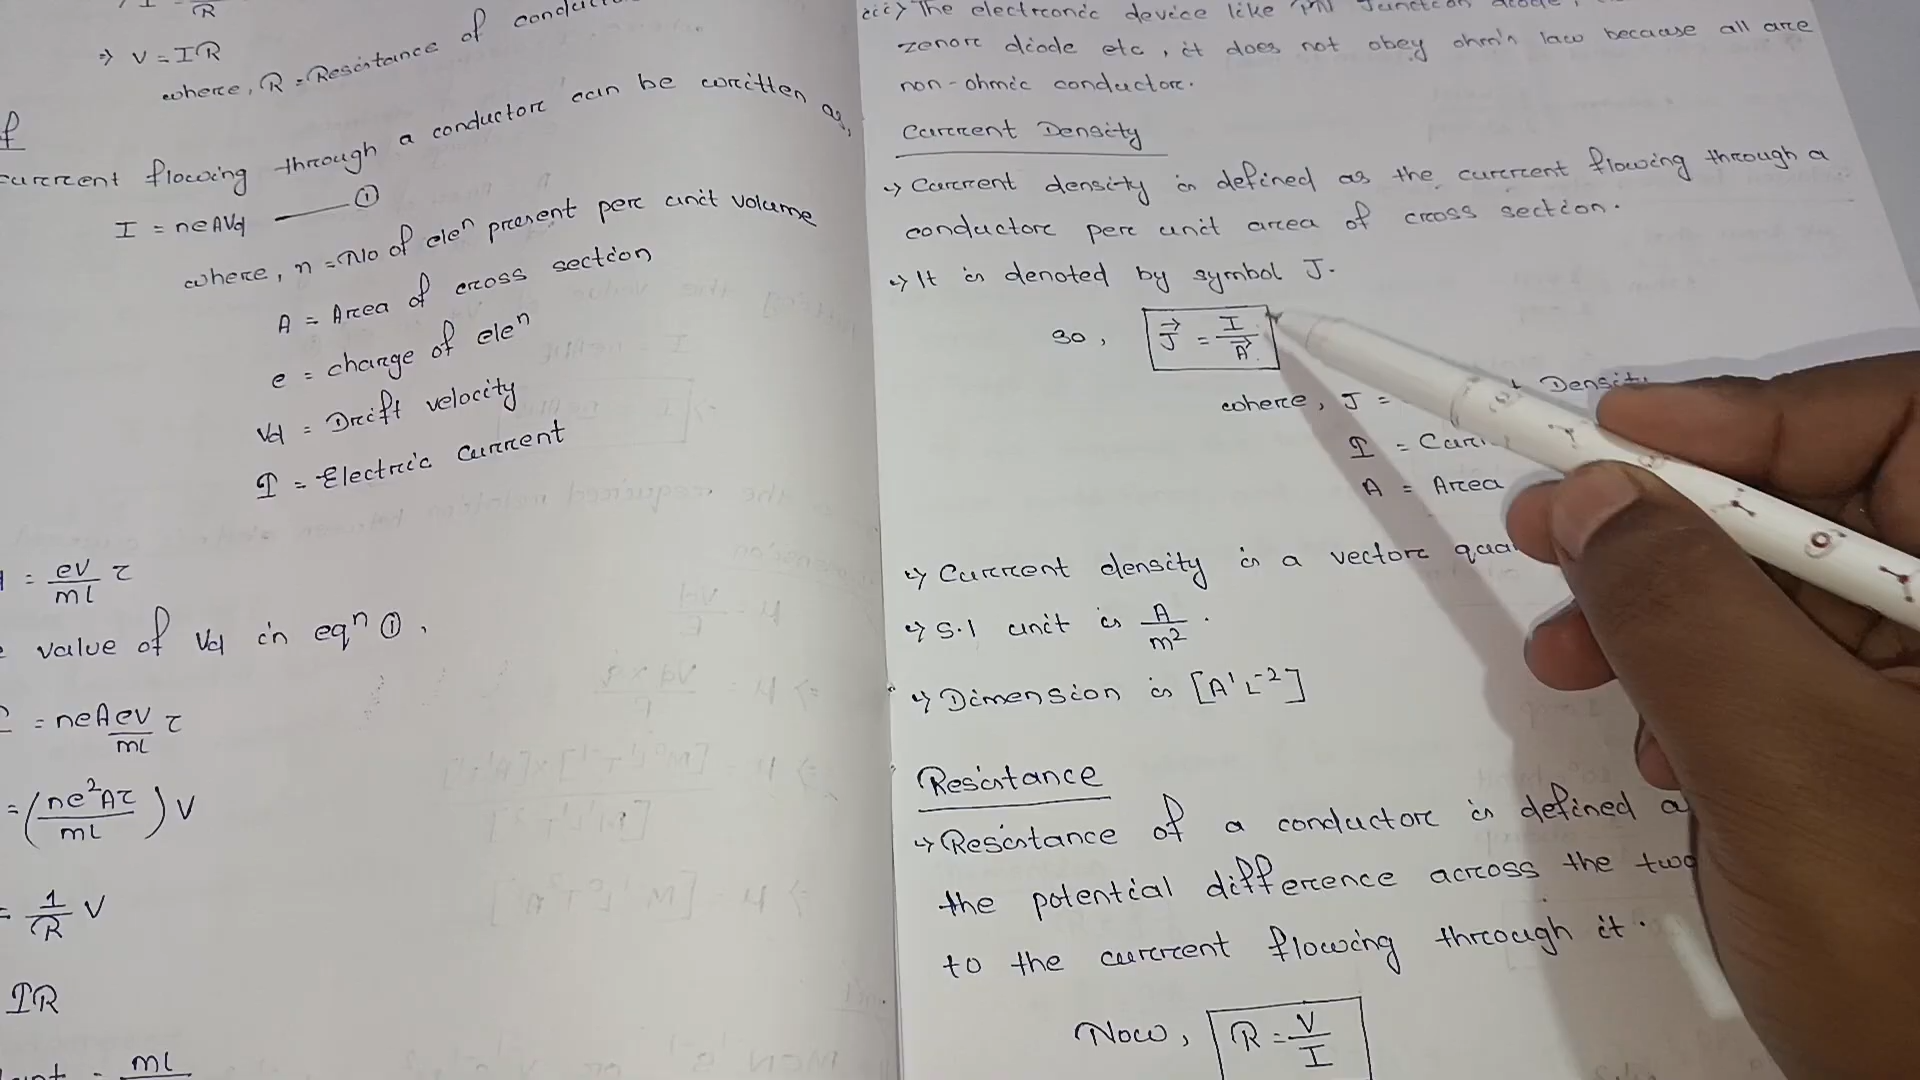 R
⇒ V = IR
where, R = Resistance of
current flowing through a conductor can be written as,
I = neAVd ——— ①
where, n = No of eleⁿ present per unit volume
A = Area of cross section
e = charge of eleⁿ
Vd = Drift velocity
I = Electric Current
= eV/ml τ
value of Vd in eqⁿ ①,
= neAeV/ml τ
= (ne²Aτ/ml) V
= 1/R V
IR
= ml
iii> The electronic device like PN Junction diode,
zenor diode etc, it does not obey ohm's law because all are
non-ohmic conductor.
Current Density
→ Current density is defined as the current flowing through a
conductor per unit area of cross section.
→ It is denoted by symbol J.
so, J⃗ = I/A⃗
where, J = Density
I =
A = Area
→ Current density is a vector
→ S.I unit is A/m².
→ Dimension is [A¹L⁻²]
Resistance
→ Resistance of a conductor is defined
the potential difference across the two
to the current flowing through it.
Now, R = V/I